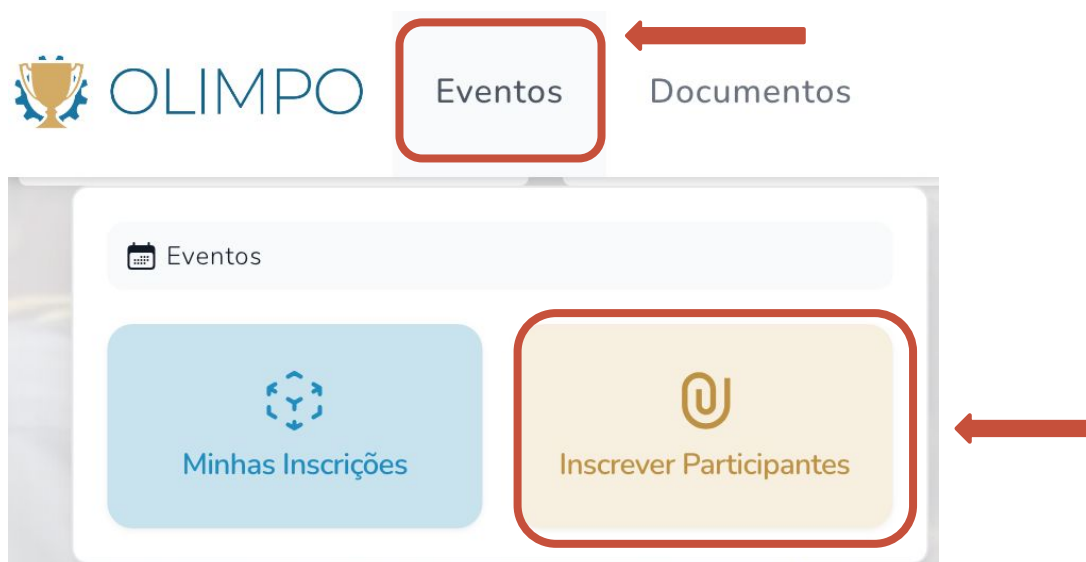 OLIMPO Eventos Documentos
Eventos
Minhas Inscrições Inscrever Participantes